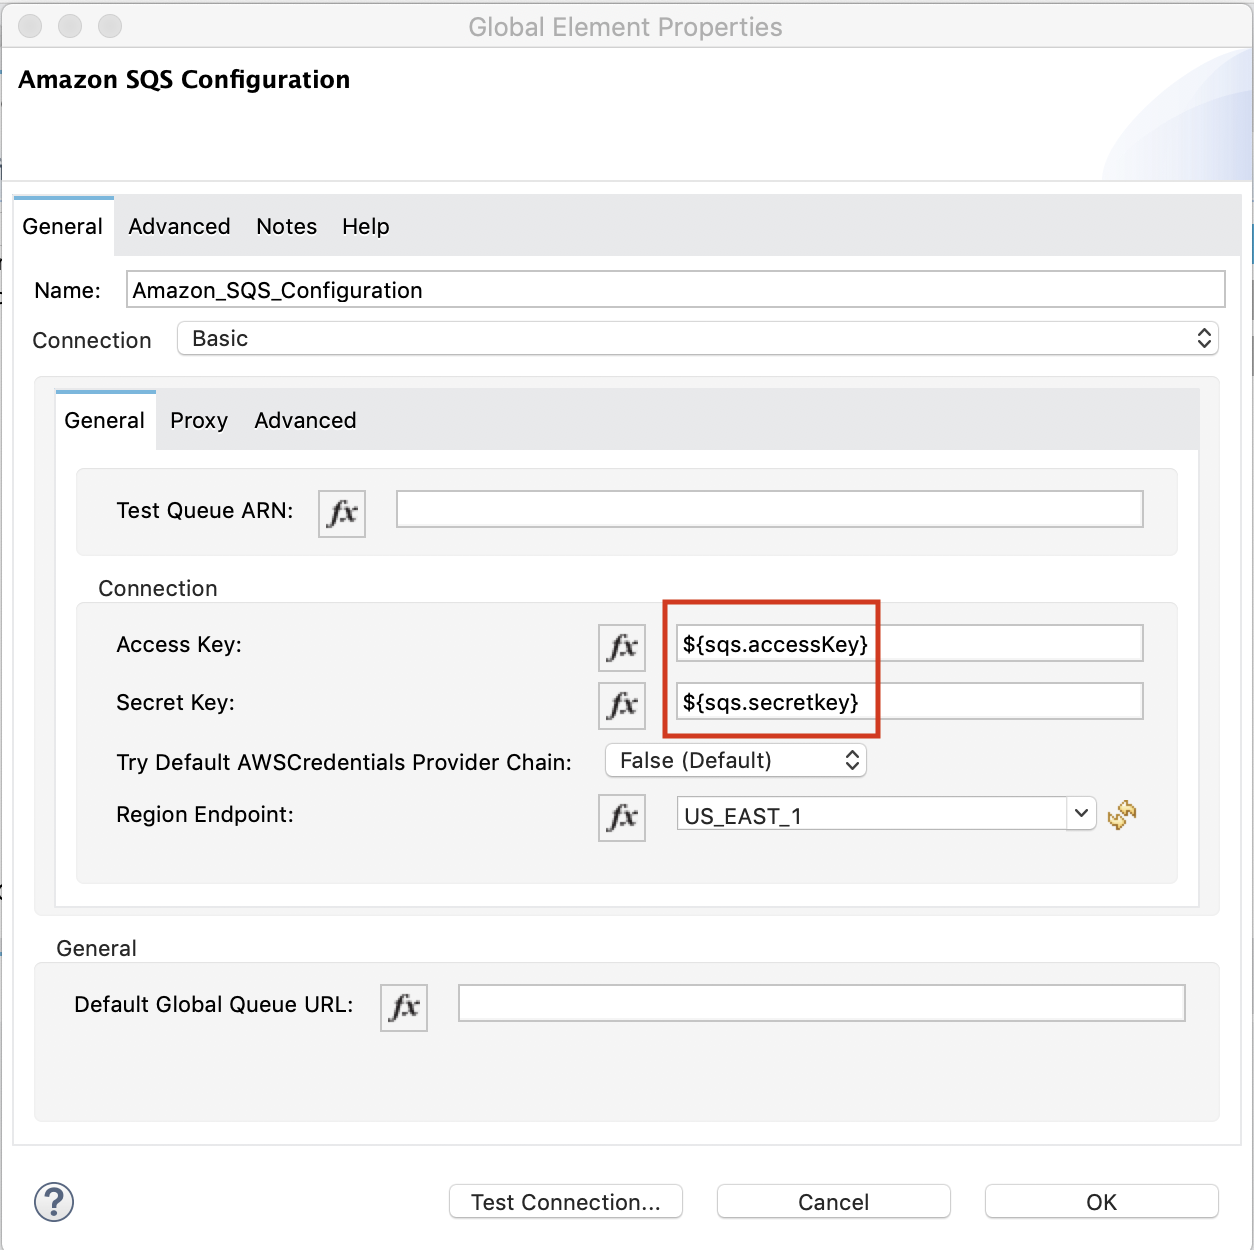 Global Element Properties
Amazon SQS Configuration
General Advanced Notes Help
Name: Amazon_SQS_Configuration
Connection Basic
General Proxy Advanced
Test Queue ARN: fx
Connection
Access Key: fx ${sqs.accessKey}
Secret Key: fx ${sqs.secretkey}
Try Default AWSCredentials Provider Chain: False (Default)
Region Endpoint: fx US_EAST_1
General
Default Global Queue URL: fx
? Test Connection... Cancel OK